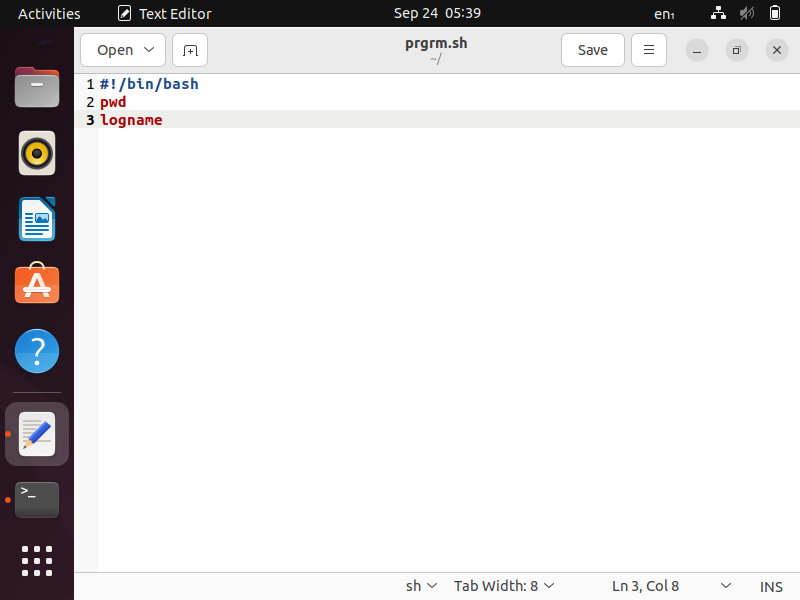 Activities Text Editor Sep 24 05:39 en₁
Open prgrm.sh Save
~/
1 #!/bin/bash
2 pwd
3 logname
>_
sh Tab Width: 8 Ln 3, Col 8 INS